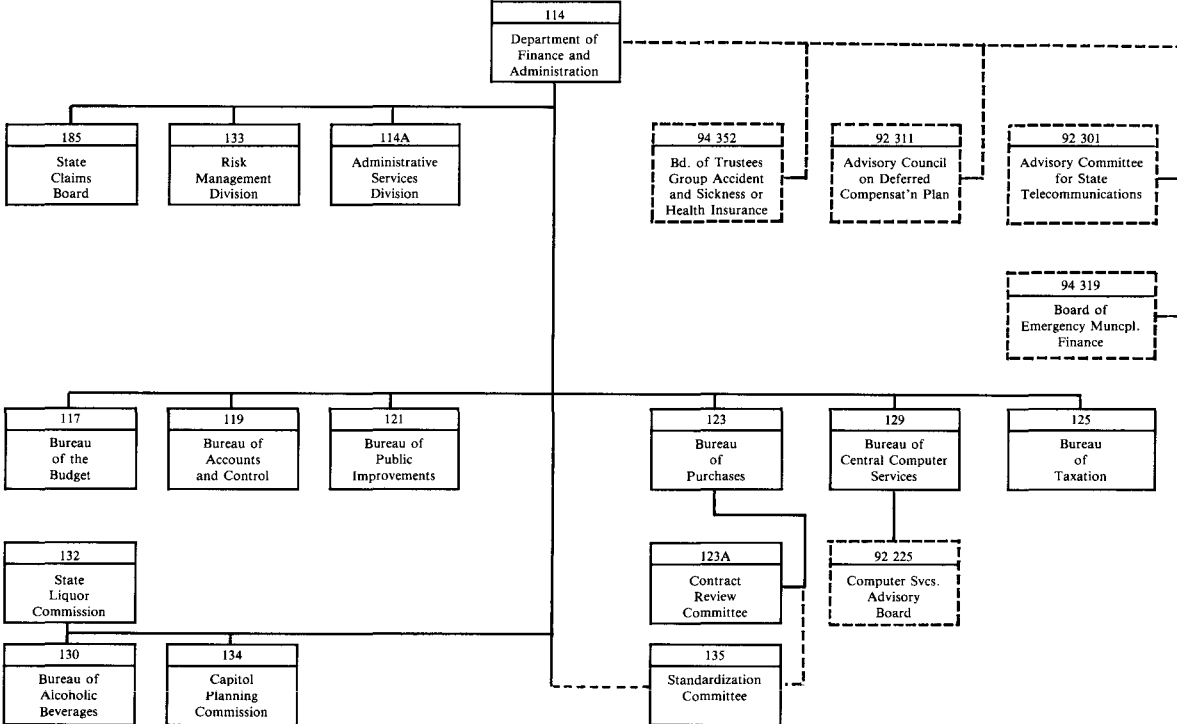 114
Department of
Finance and
Administration
185
State
Claims
Board
133
Risk
Management
Division
114A
Administrative
Services
Division
94 352
Bd. of Trustees
Group Accident
and Sickness or
Health Insurance
92 311
Advisory Council
on Deferred
Compensat'n Plan
92 301
Advisory Committee
for State
Telecommunications
94 319
Board of
Emergency Muncpl.
Finance
117
Bureau
of the
Budget
119
Bureau of
Accounts
and Control
121
Bureau of
Public
Improvements
123
Bureau
of
Purchases
129
Bureau of
Central Computer
Services
125
Bureau
of
Taxation
132
State
Liquor
Commission
123A
Contract
Review
Committee
92 225
Computer Svcs.
Advisory
Board
130
Bureau of
Alcoholic
Beverages
134
Capitol
Planning
Commission
135
Standardization
Committee